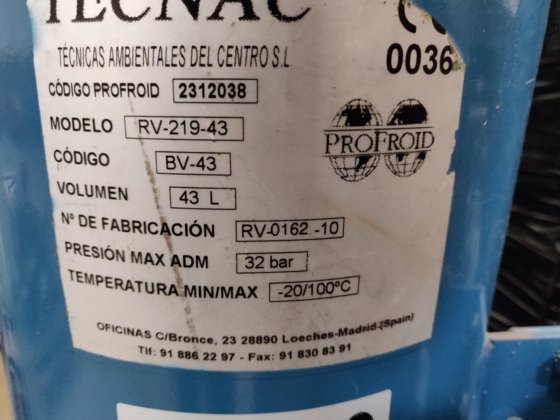 TECNAC
TÉCNICAS AMBIENTALES DEL CENTRO S.L
0036
CÓDIGO PROFROID 2312038
MODELO RV-219-43
PROFROID
CÓDIGO BV-43
VOLUMEN 43 L
Nº DE FABRICACIÓN RV-0162 -10
PRESIÓN MAX ADM 32 bar
TEMPERATURA MIN/MAX -20/100ºC
OFICINAS C/Bronce, 23 28890 Loeches-Madrid-(Spain)
Tlf: 91 886 22 97 - Fax: 91 830 83 91